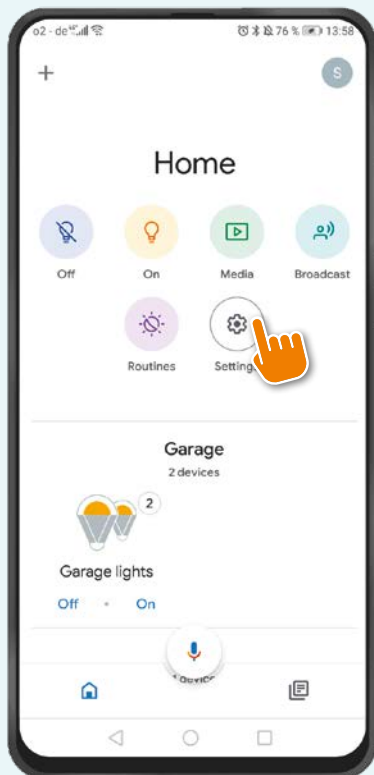 o2 - de
76 % 13:58
+ S
Home
Off On Media Broadcast
Routines Setting
Garage
2 devices
2
Garage lights
Off • On